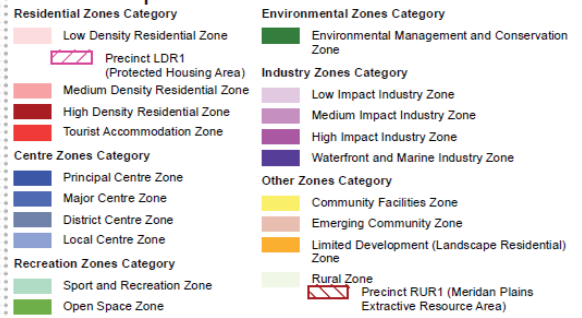 Residential Zones Category
Low Density Residential Zone
Precinct LDR1
(Protected Housing Area)
Medium Density Residential Zone
High Density Residential Zone
Tourist Accommodation Zone
Centre Zones Category
Principal Centre Zone
Major Centre Zone
District Centre Zone
Local Centre Zone
Recreation Zones Category
Sport and Recreation Zone
Open Space Zone
Environmental Zones Category
Environmental Management and Conservation
Zone
Industry Zones Category
Low Impact Industry Zone
Medium Impact Industry Zone
High Impact Industry Zone
Waterfront and Marine Industry Zone
Other Zones Category
Community Facilities Zone
Emerging Community Zone
Limited Development (Landscape Residential)
Zone
Rural Zone
Precinct RUR1 (Meridan Plains
Extractive Resource Area)